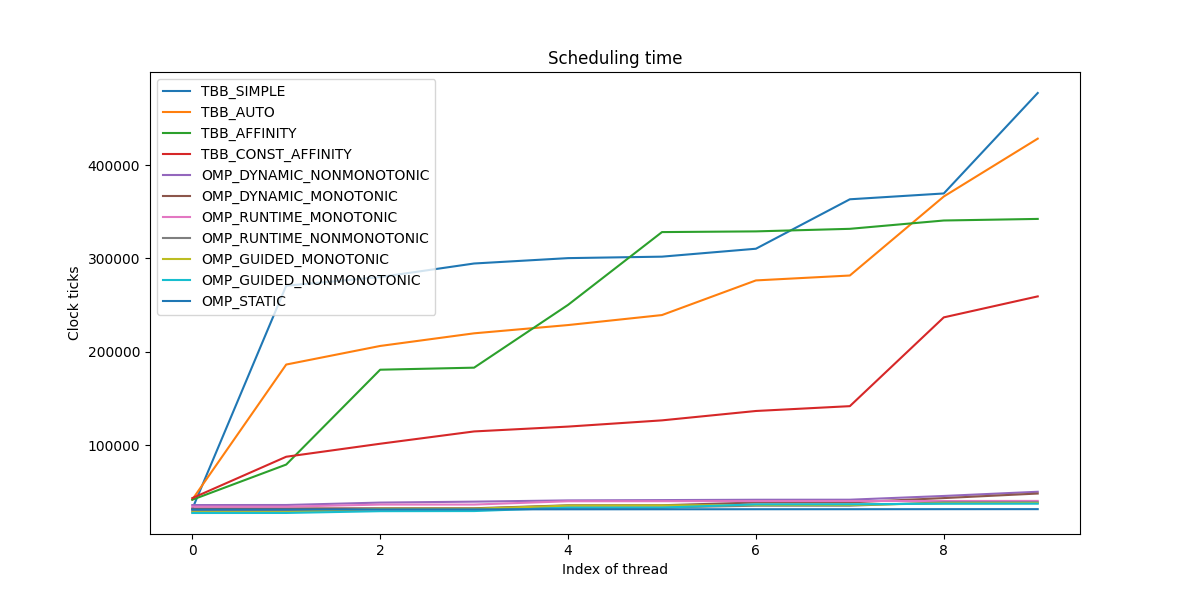 Scheduling time
TBB_SIMPLE
TBB_AUTO
TBB_AFFINITY
TBB_CONST_AFFINITY
OMP_DYNAMIC_NONMONOTONIC
OMP_DYNAMIC_MONOTONIC
OMP_RUNTIME_MONOTONIC
OMP_RUNTIME_NONMONOTONIC
OMP_GUIDED_MONOTONIC
OMP_GUIDED_NONMONOTONIC
OMP_STATIC
Clock ticks
400000
300000
200000
100000
0 2 4 6 8
Index of thread